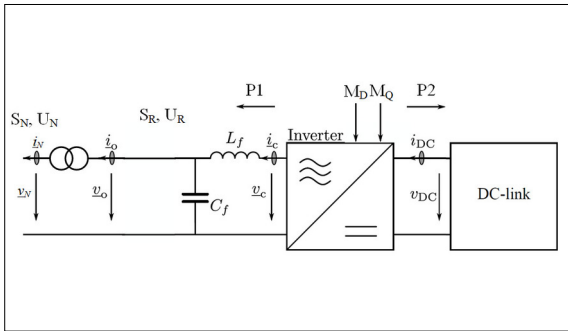 P1
M_D M_Q
P2
S_N, U_N
S_R, U_R
i_N
i_o
L_f
i_c
Inverter
i_DC
v_N
v_o
C_f
v_c
v_DC
DC-link